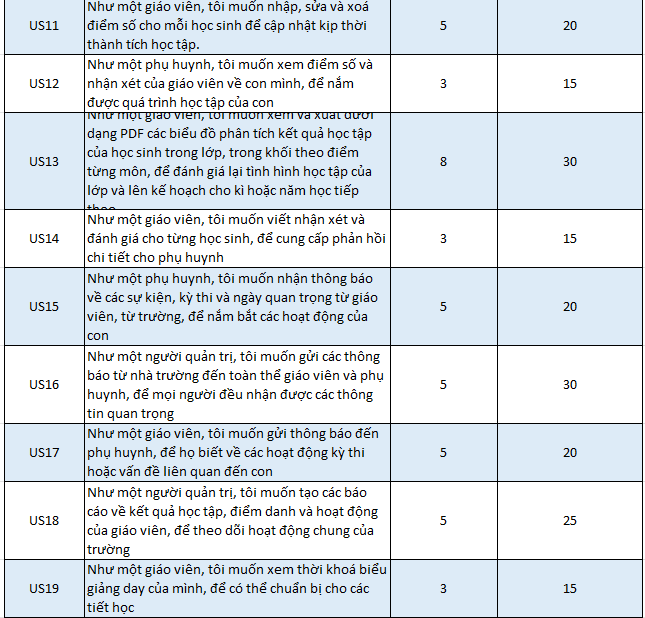 US11
Như một giáo viên, tôi muốn nhập, sửa và xoá
điểm số cho mỗi học sinh để cập nhật kịp thời
thành tích học tập.
5
20
US12
Như một phụ huynh, tôi muốn xem điểm số và
nhận xét của giáo viên về con mình, để nắm
được quá trình học tập của con
3
15
US13
Như một giáo viên, tôi muốn xem và xuất dưới
dạng PDF các biểu đồ phân tích kết quả học tập
của học sinh trong lớp, trong khối theo điểm
từng môn, để đánh giá lại tình hình học tập của
lớp và lên kế hoạch cho kì hoặc năm học tiếp
theo
8
30
US14
Như một giáo viên, tôi muốn viết nhận xét và
đánh giá cho từng học sinh, để cung cấp phản hồi
chi tiết cho phụ huynh
3
15
US15
Như một phụ huynh, tôi muốn nhận thông báo
về các sự kiện, kỳ thi và ngày quan trọng từ giáo
viên, từ trường, để nắm bắt các hoạt động của
con
5
20
US16
Như một người quản trị, tôi muốn gửi các thông
báo từ nhà trường đến toàn thể giáo viên và phụ
huynh, để mọi người đều nhận được các thông
tin quan trọng
5
30
US17
Như một giáo viên, tôi muốn gửi thông báo đến
phụ huynh, để họ biết về các hoạt động kỳ thi
hoặc vấn đề liên quan đến con
5
20
US18
Như một người quản trị, tôi muốn tạo các báo
cáo về kết quả học tập, điểm danh và hoạt động
của giáo viên, để theo dõi hoạt động chung của
trường
5
25
US19
Như một giáo viên, tôi muốn xem thời khoá biểu
giảng day của mình, để có thể chuẩn bị cho các
tiết học
3
15